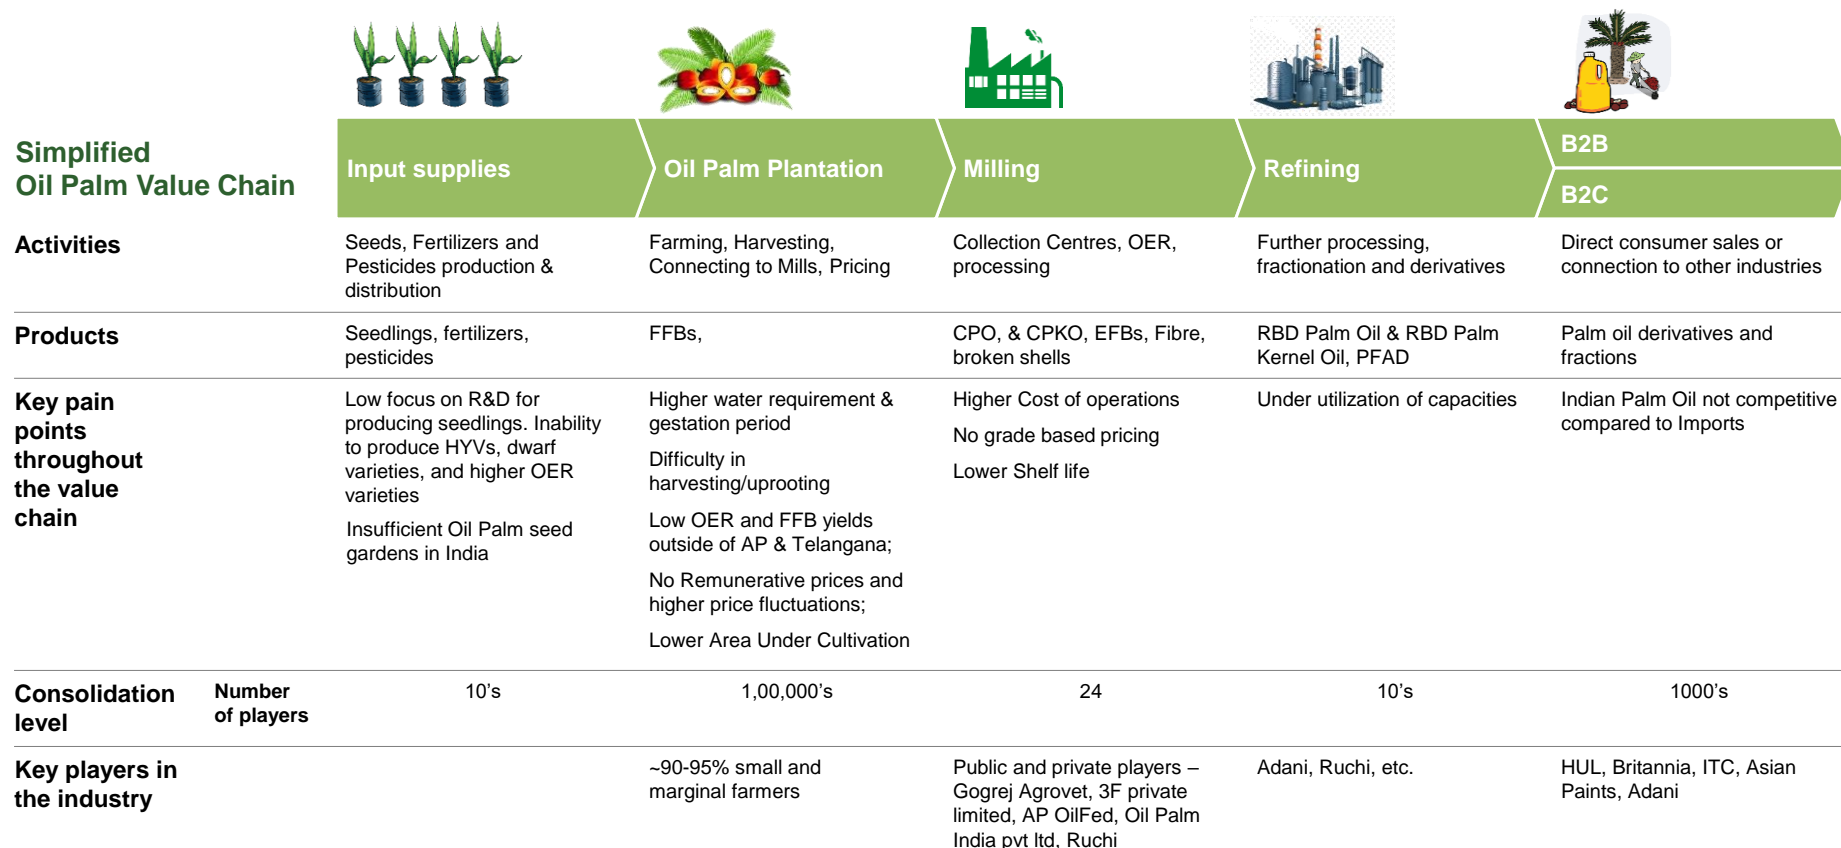 Simplified
Oil Palm Value Chain
Input supplies
Oil Palm Plantation
Milling
Refining
B2B
B2C
Activities
Seeds, Fertilizers and
Pesticides production &
distribution
Farming, Harvesting,
Connecting to Mills, Pricing
Collection Centres, OER,
processing
Further processing,
fractionation and derivatives
Direct consumer sales or
connection to other industries
Products
Seedlings, fertilizers,
pesticides
FFBs,
CPO, & CPKO, EFBs, Fibre,
broken shells
RBD Palm Oil & RBD Palm
Kernel Oil, PFAD
Palm oil derivatives and
fractions
Key pain
points
throughout
the value
chain
Low focus on R&D for
producing seedlings. Inability
to produce HYVs, dwarf
varieties, and higher OER
varieties
Insufficient Oil Palm seed
gardens in India
Higher water requirement &
gestation period
Difficulty in
harvesting/uprooting
Low OER and FFB yields
outside of AP & Telangana;
No Remunerative prices and
higher price fluctuations;
Lower Area Under Cultivation
Higher Cost of operations
No grade based pricing
Lower Shelf life
Under utilization of capacities
Indian Palm Oil not competitive
compared to Imports
Consolidation
level
Number
of players
10’s
1,00,000’s
24
10’s
1000’s
Key players in
the industry
~90-95% small and
marginal farmers
Public and private players –
Gogrej Agrovet, 3F private
limited, AP OilFed, Oil Palm
India pvt ltd, Ruchi
Adani, Ruchi, etc.
HUL, Britannia, ITC, Asian
Paints, Adani